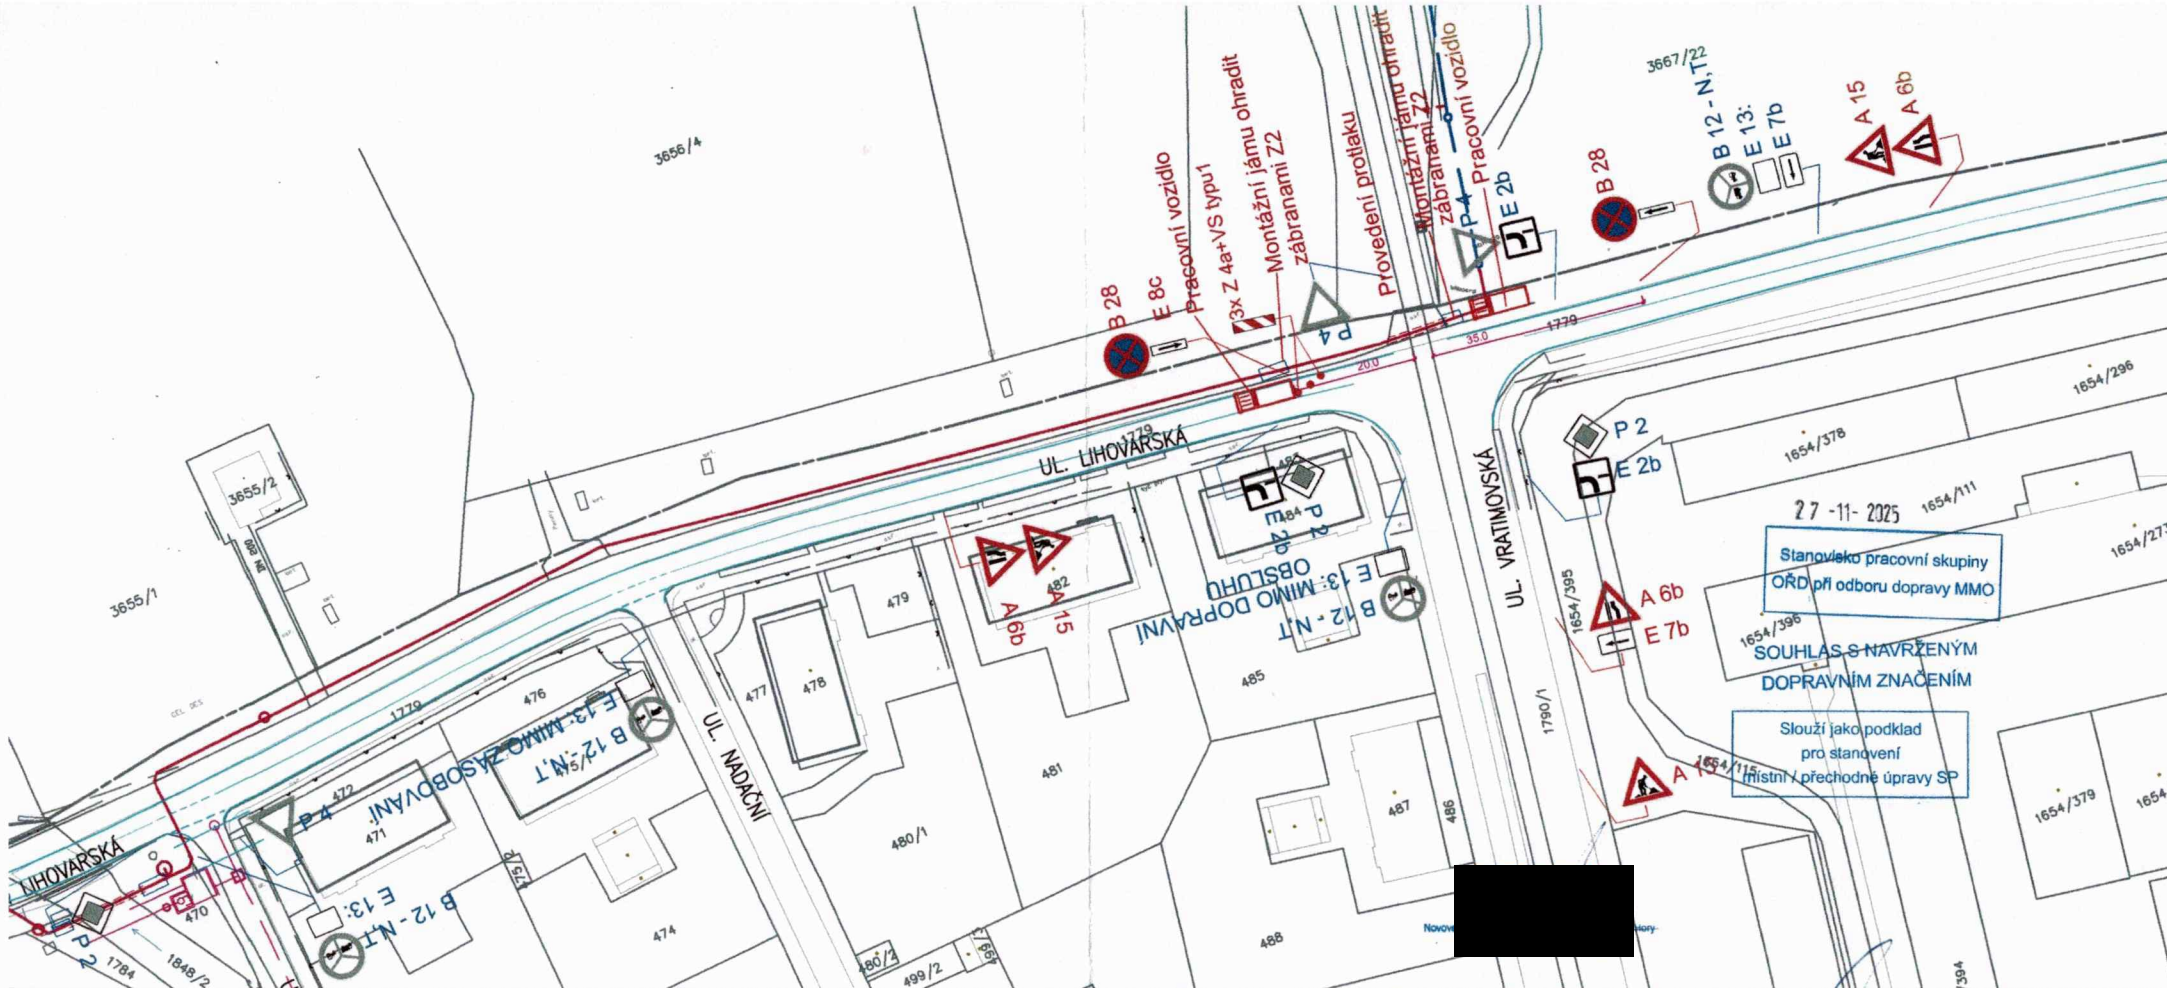 3656/4
3655/2
3655/1
DN 200
3667/22
B 28
E 8c
Pracovní vozidlo
3x Z 4a+VS typu1
Montážní jámu ohradit
zábranami Z2
P4
Provedení protlaku
Montážní jámu ohradit
zábranami Z2
P 4
Pracovní vozidlo
E 2b
B 28
B 12 - N,T
E 13:
E 7b
A 15
A 6b
20.0
35.0
1779
1779
UL. LIHOVARSKÁ
UL. VRATIMOVSKÁ
P 2
E 2b
1654/296
1654/378
1654/111
1654/395
1654/396
A 6b
E 7b
A 15
1654/115
1790/1
27 -11- 2025
Stanovisko pracovní skupiny
OŘD při odboru dopravy MMO
SOUHLAS S NAVRŽENÝM
DOPRAVNÍM ZNAČENÍM
Slouží jako podklad
pro stanovení
místní / přechodné úpravy SP
1654/379
484
P 2
E 2b
B 12 - N,T
E 13: MIMO DOPRAVNÍ
OBSLUHU
482
A 6b
A 15
479
478
477
485
481
487
486
480/1
488
UL. NADAČNÍ
476
1779
B 12 - N,T
E 13: MIMO ZÁSOBOVÁNÍ
472
471
P 4
475/2
474
B 12 - N,T
E 13:
470
P 2
1784
1848/2
480/2
499/2